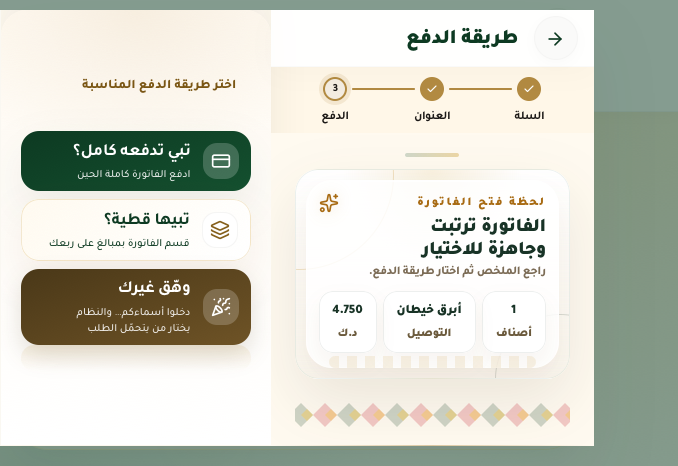 طريقة الدفع
3
السلة
العنوان
الدفع
لحظة فتح الفاتورة
الفاتورة ترتبت
وجاهزة للاختيار
راجع الملخص ثم اختار طريقة الدفع.
1
أصناف
أبرق خيطان
التوصيل
4.750
د.ك
اختر طريقة الدفع المناسبة
تبي تدفعه كامل؟
ادفع الفاتورة كاملة الحين
تبيها قطية؟
قسم الفاتورة بمبالغ على ربعك
وهّق غيرك
دخلوا أسماءكم... والنظام
يختار من يتحمّل الطلب